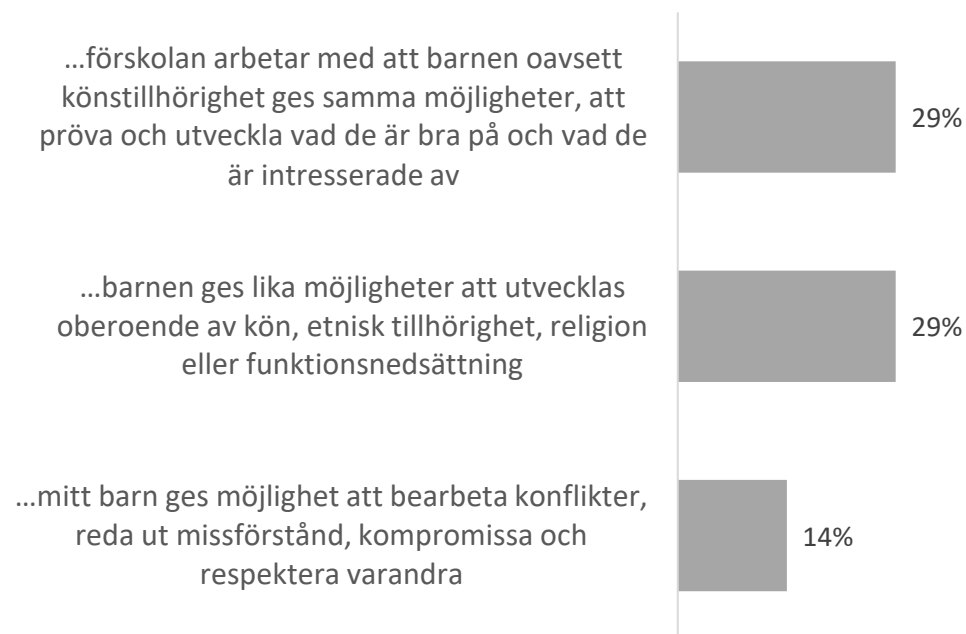 …förskolan arbetar med att barnen oavsett
könstillhörighet ges samma möjligheter, att
pröva och utveckla vad de är bra på och vad de
är intresserade av
29%
…barnen ges lika möjligheter att utvecklas
oberoende av kön, etnisk tillhörighet, religion
eller funktionsnedsättning
29%
…mitt barn ges möjlighet att bearbeta konflikter,
reda ut missförstånd, kompromissa och
respektera varandra
14%